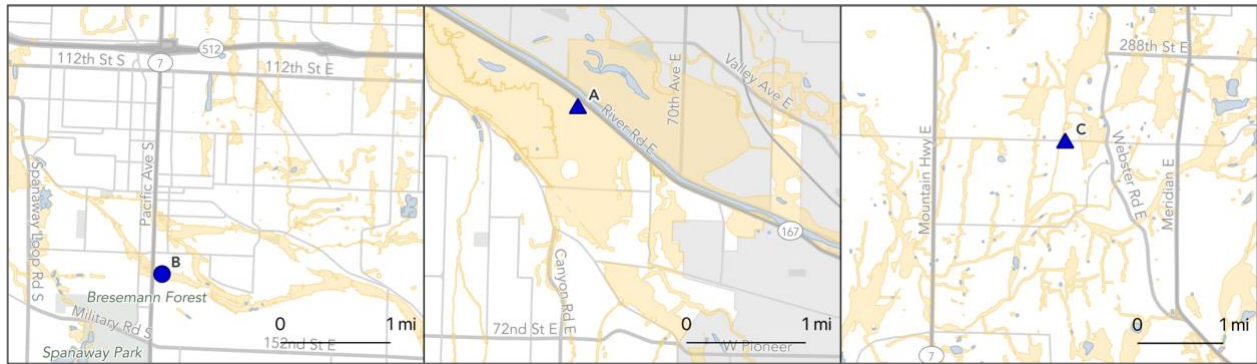 512
112th St S
7
112th St E
Spanaway Loop Rd S
Pacific Ave S
B
Bresemann Forest
Military Rd S
0
1 mi
152nd St E
Spanaway Park
70th Ave E
Valley Ave E
A
River Rd E
167
Canyon Rd E
0
1 mi
72nd St E
W Pioneer
288th St E
C
Mountain Hwy E
Webster Rd E
Meridian E
0
1 mi
7